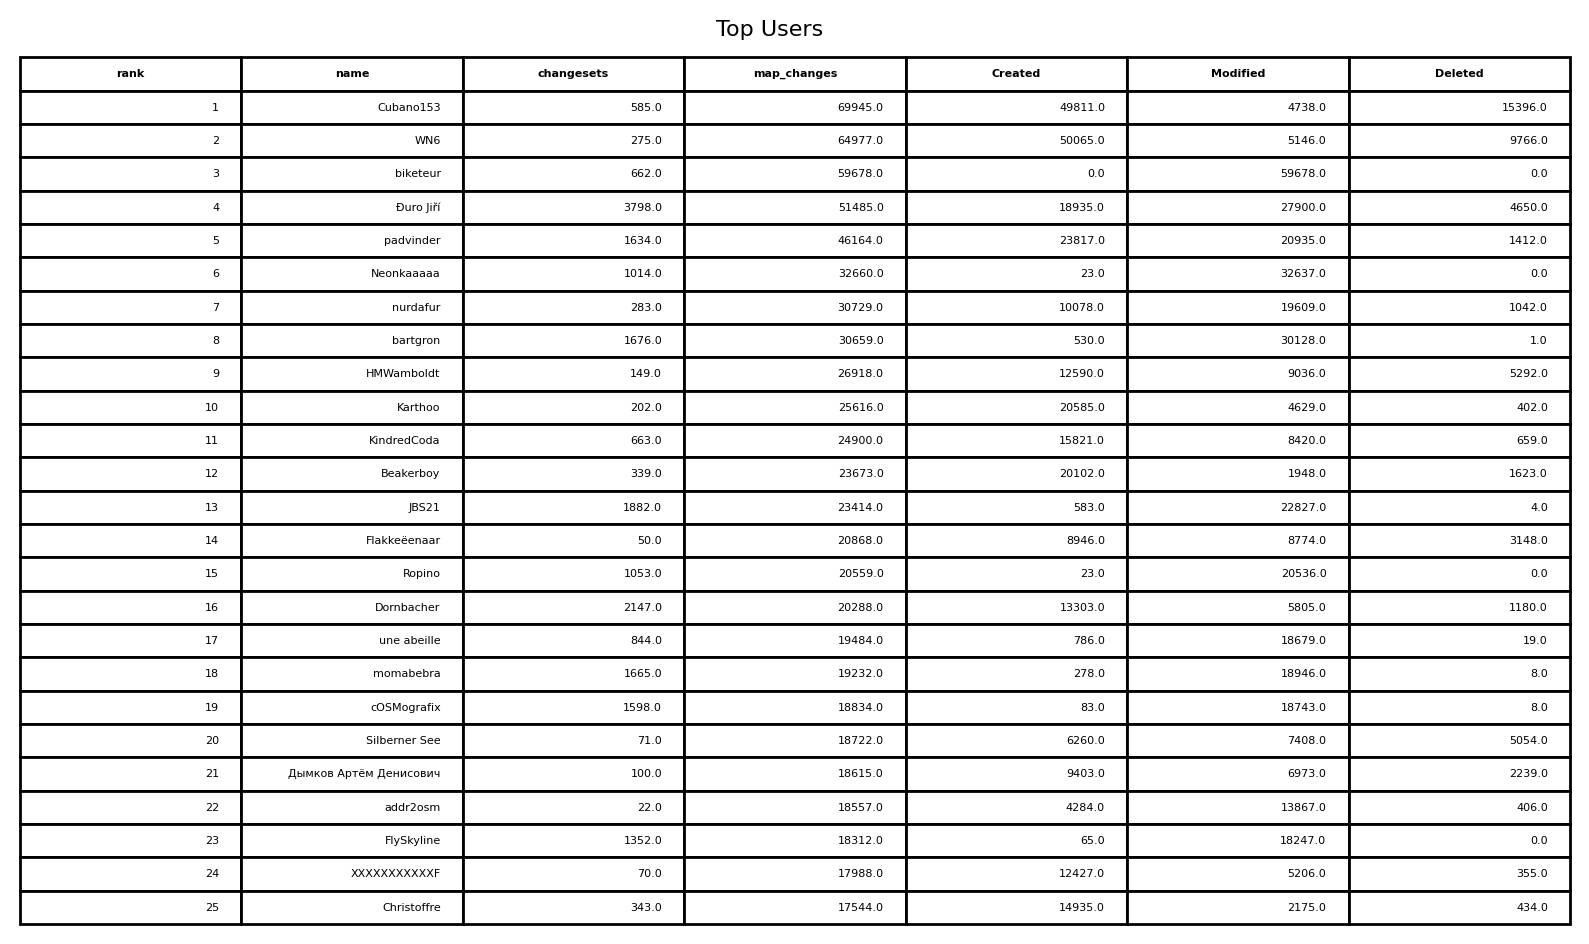 Top Users
rank name changesets map_changes Created Modified Deleted
1 Cubano153 585.0 69945.0 49811.0 4738.0 15396.0
2 WN6 275.0 64977.0 50065.0 5146.0 9766.0
3 biketeur 662.0 59678.0 0.0 59678.0 0.0
4 Đuro Jiří 3798.0 51485.0 18935.0 27900.0 4650.0
5 padvinder 1634.0 46164.0 23817.0 20935.0 1412.0
6 Neonkaaaaa 1014.0 32660.0 23.0 32637.0 0.0
7 nurdafur 283.0 30729.0 10078.0 19609.0 1042.0
8 bartgron 1676.0 30659.0 530.0 30128.0 1.0
9 HMWamboldt 149.0 26918.0 12590.0 9036.0 5292.0
10 Karthoo 202.0 25616.0 20585.0 4629.0 402.0
11 KindredCoda 663.0 24900.0 15821.0 8420.0 659.0
12 Beakerboy 339.0 23673.0 20102.0 1948.0 1623.0
13 JBS21 1882.0 23414.0 583.0 22827.0 4.0
14 Flakkeëenaar 50.0 20868.0 8946.0 8774.0 3148.0
15 Ropino 1053.0 20559.0 23.0 20536.0 0.0
16 Dornbacher 2147.0 20288.0 13303.0 5805.0 1180.0
17 une abeille 844.0 19484.0 786.0 18679.0 19.0
18 momabebra 1665.0 19232.0 278.0 18946.0 8.0
19 cOSMografix 1598.0 18834.0 83.0 18743.0 8.0
20 Silberner See 71.0 18722.0 6260.0 7408.0 5054.0
21 Дымков Артём Денисович 100.0 18615.0 9403.0 6973.0 2239.0
22 addr2osm 22.0 18557.0 4284.0 13867.0 406.0
23 FlySkyline 1352.0 18312.0 65.0 18247.0 0.0
24 XXXXXXXXXXXF 70.0 17988.0 12427.0 5206.0 355.0
25 Christoffre 343.0 17544.0 14935.0 2175.0 434.0